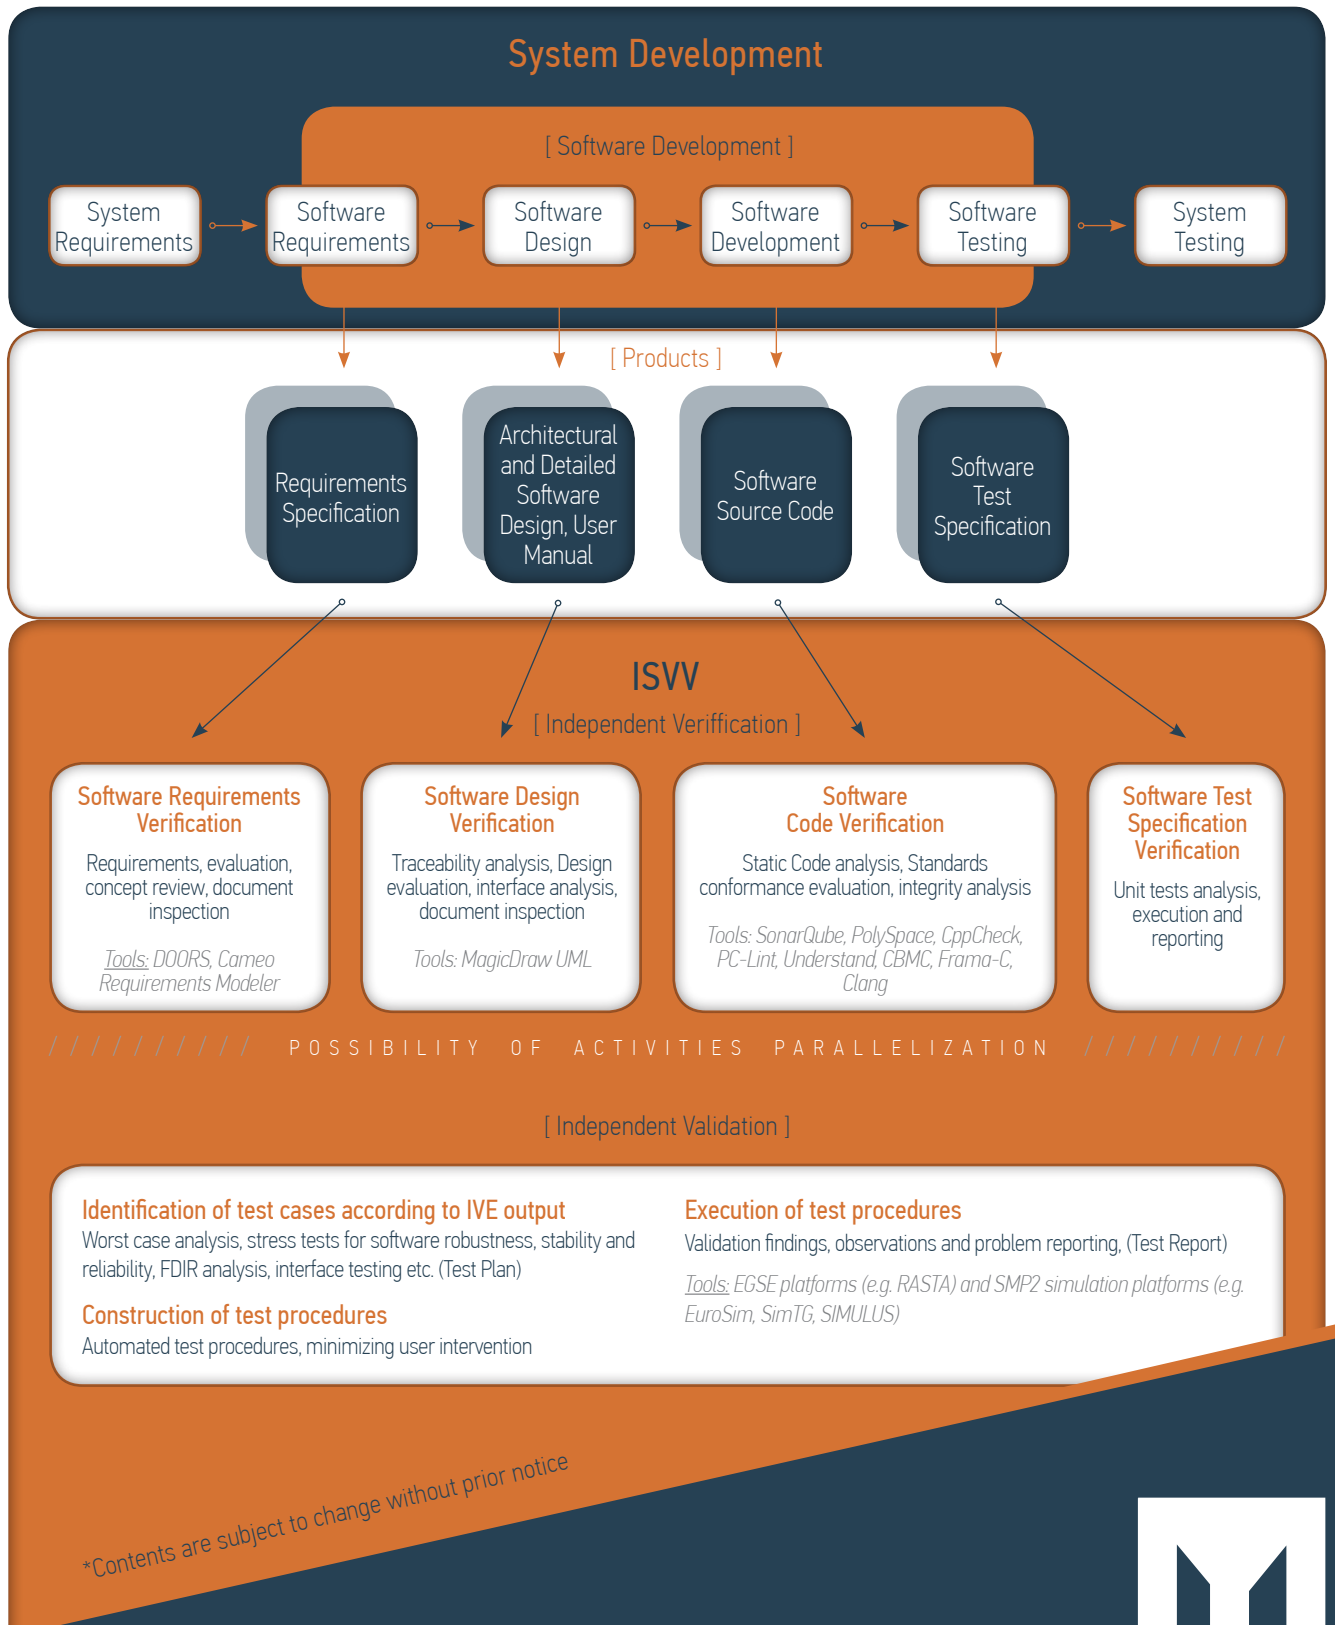 System Development
[ Software Development ]
System
Requirements
Software
Requirements
Software
Design
Software
Development
Software
Testing
System
Testing
[ Products ]
Requirements
Specification
Architectural
and Detailed
Software
Design, User
Manual
Software
Source Code
Software
Test
Specification
ISVV
[ Independent Veriffication ]
Software Requirements
Verification
Requirements, evaluation,
concept review, document
inspection
Tools: DOORS, Cameo
Requirements Modeler
Software Design
Verification
Traceability analysis, Design
evaluation, interface analysis,
document inspection
Tools: MagicDraw UML
Software
Code Verification
Static Code analysis, Standards
conformance evaluation, integrity analysis
Tools: SonarQube, PolySpace, CppCheck,
PC-Lint, Understand, CBMC, Frama-C,
Clang
Software Test
Specification
Verification
Unit tests analysis,
execution and
reporting
/ / / / / / / / / / POSSIBILITY OF ACTIVITIES PARALLELIZATION / / / / / / / / / /
[ Independent Validation ]
Identification of test cases according to IVE output
Worst case analysis, stress tests for software robustness, stability and
reliability, FDIR analysis, interface testing etc. (Test Plan)
Construction of test procedures
Automated test procedures, minimizing user intervention
Execution of test procedures
Validation findings, observations and problem reporting, (Test Report)
Tools: EGSE platforms (e.g. RASTA) and SMP2 simulation platforms (e.g.
EuroSim, SimTG, SIMULUS)
*Contents are subject to change without prior notice